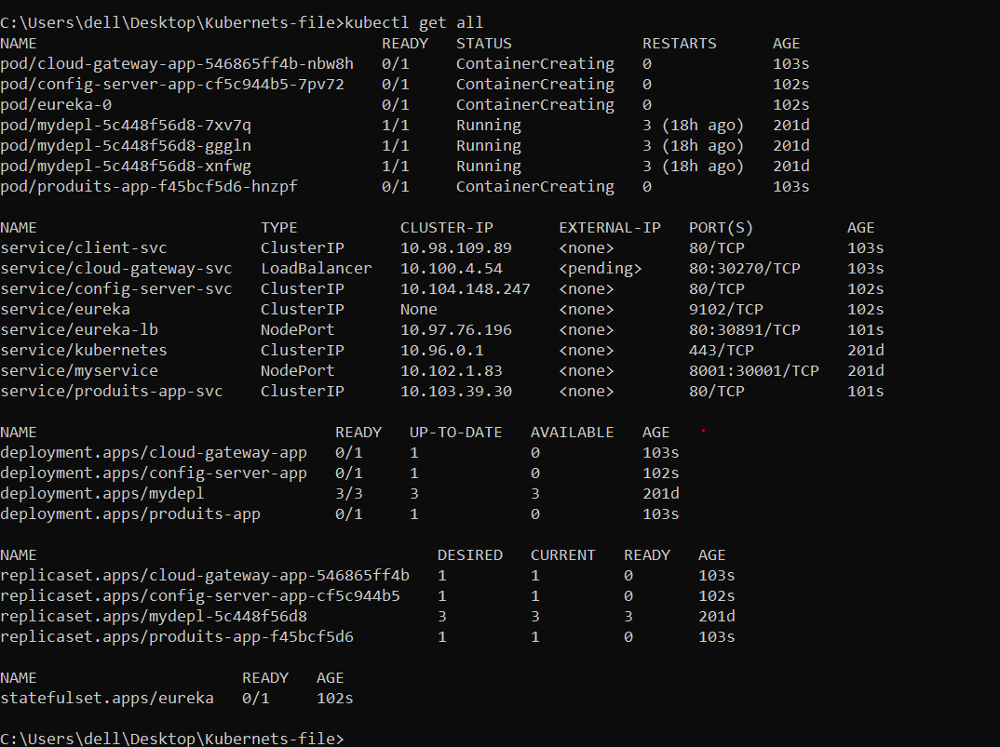 C:\Users\dell\Desktop\Kubernets-file>kubectl get all
NAME READY STATUS RESTARTS AGE
pod/cloud-gateway-app-546865ff4b-nbw8h 0/1 ContainerCreating 0 103s
pod/config-server-app-cf5c944b5-7pv72 0/1 ContainerCreating 0 102s
pod/eureka-0 0/1 ContainerCreating 0 102s
pod/mydepl-5c448f56d8-7xv7q 1/1 Running 3 (18h ago) 201d
pod/mydepl-5c448f56d8-gggln 1/1 Running 3 (18h ago) 201d
pod/mydepl-5c448f56d8-xnfwg 1/1 Running 3 (18h ago) 201d
pod/produits-app-f45bcf5d6-hnzpf 0/1 ContainerCreating 0 103s
NAME TYPE CLUSTER-IP EXTERNAL-IP PORT(S) AGE
service/client-svc ClusterIP 10.98.109.89 <none> 80/TCP 103s
service/cloud-gateway-svc LoadBalancer 10.100.4.54 <pending> 80:30270/TCP 103s
service/config-server-svc ClusterIP 10.104.148.247 <none> 80/TCP 102s
service/eureka ClusterIP None <none> 9102/TCP 102s
service/eureka-lb NodePort 10.97.76.196 <none> 80:30891/TCP 101s
service/kubernetes ClusterIP 10.96.0.1 <none> 443/TCP 201d
service/myservice NodePort 10.102.1.83 <none> 8001:30001/TCP 201d
service/produits-app-svc ClusterIP 10.103.39.30 <none> 80/TCP 101s
NAME READY UP-TO-DATE AVAILABLE AGE
deployment.apps/cloud-gateway-app 0/1 1 0 103s
deployment.apps/config-server-app 0/1 1 0 102s
deployment.apps/mydepl 3/3 3 3 201d
deployment.apps/produits-app 0/1 1 0 103s
NAME DESIRED CURRENT READY AGE
replicaset.apps/cloud-gateway-app-546865ff4b 1 1 0 103s
replicaset.apps/config-server-app-cf5c944b5 1 1 0 102s
replicaset.apps/mydepl-5c448f56d8 3 3 3 201d
replicaset.apps/produits-app-f45bcf5d6 1 1 0 103s
NAME READY AGE
statefulset.apps/eureka 0/1 102s
C:\Users\dell\Desktop\Kubernets-file>